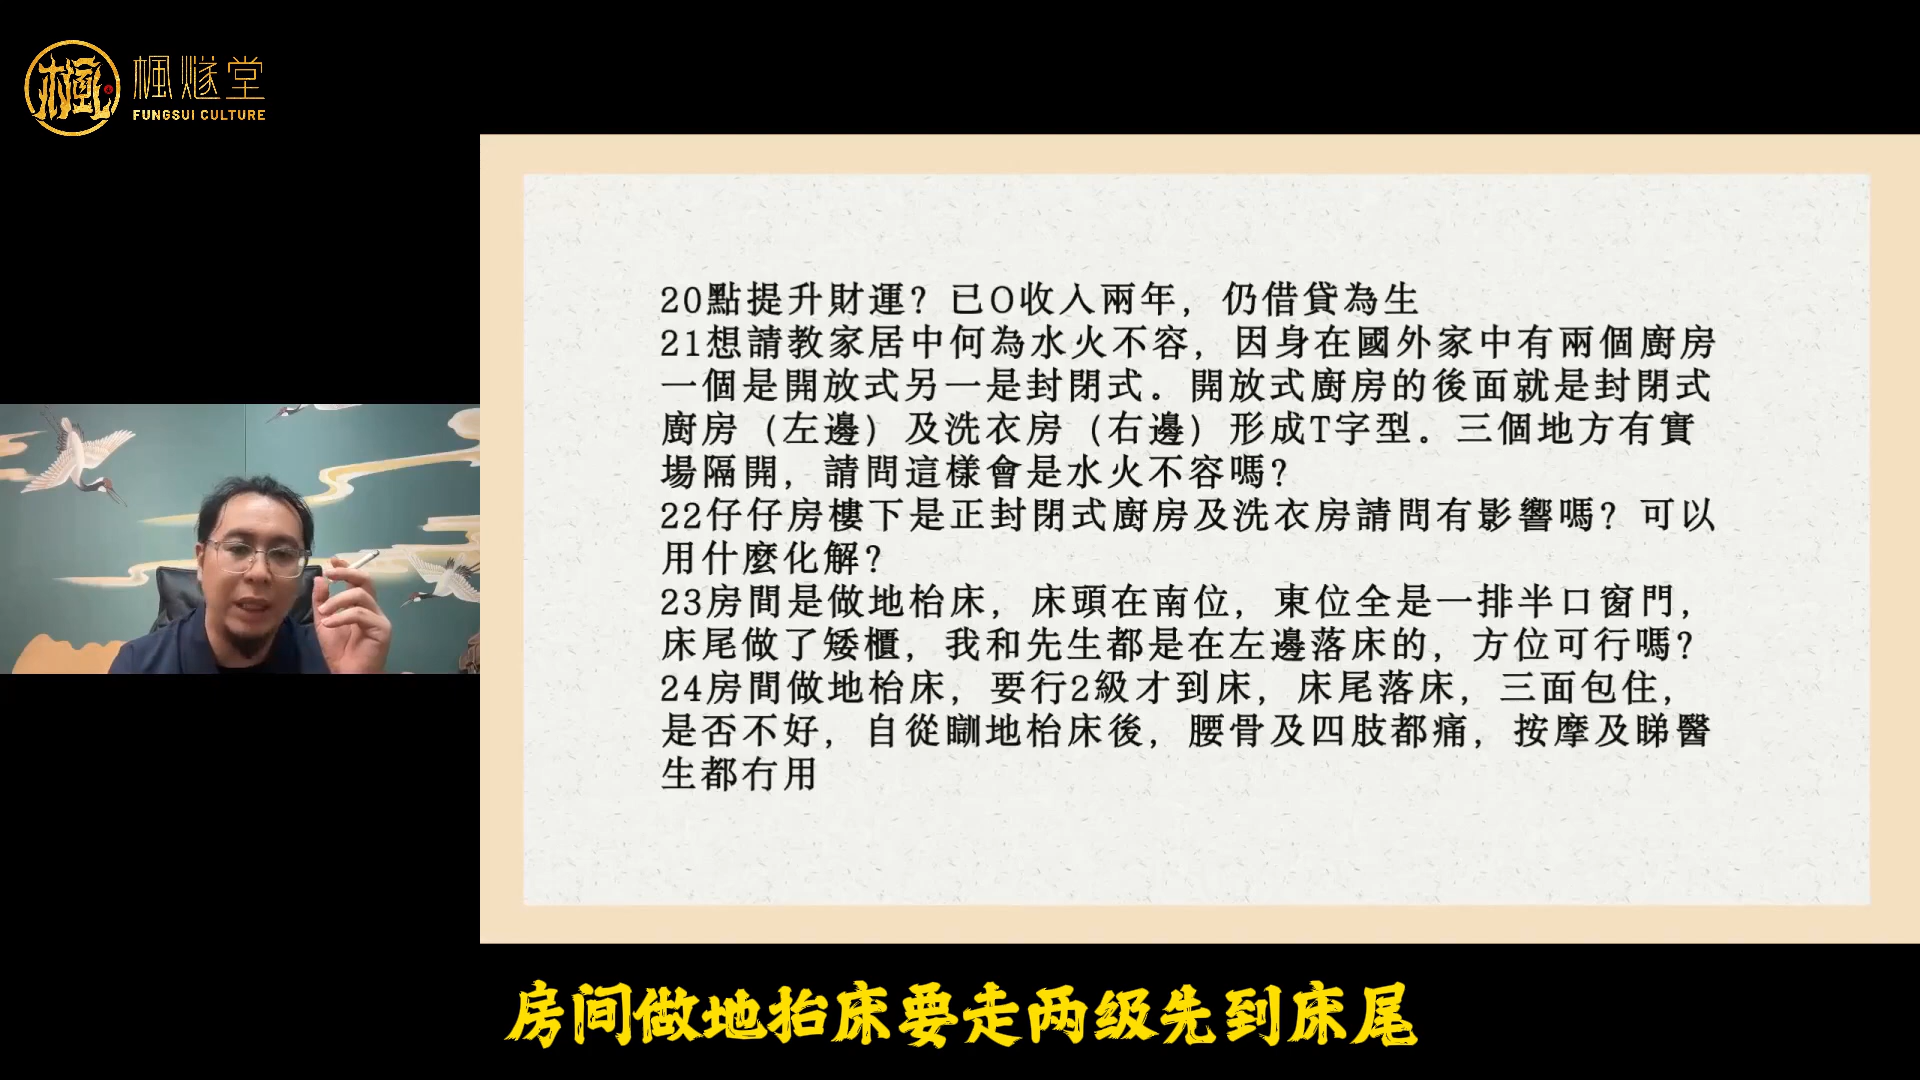 楓燧堂
FUNGSUI CULTURE
20點提升財運？已O收入兩年，仍借貸為生
21想請教家居中何為水火不容，因身在國外家中有兩個廚房
一個是開放式另一是封閉式。開放式廚房的後面就是封閉式
廚房（左邊）及洗衣房（右邊）形成T字型。三個地方有實
場隔開，請問這樣會是水火不容嗎？
22仔仔房樓下是正封閉式廚房及洗衣房請問有影響嗎？可以
用什麼化解？
23房間是做地枱床，床頭在南位，東位全是一排半口窗門，
床尾做了矮櫃，我和先生都是在左邊落床的，方位可行嗎？
24房間做地枱床，要行2級才到床，床尾落床，三面包住，
是否不好，自從瞓地枱床後，腰骨及四肢都痛，按摩及睇醫
生都冇用
房间做地抬床要走两级先到床尾